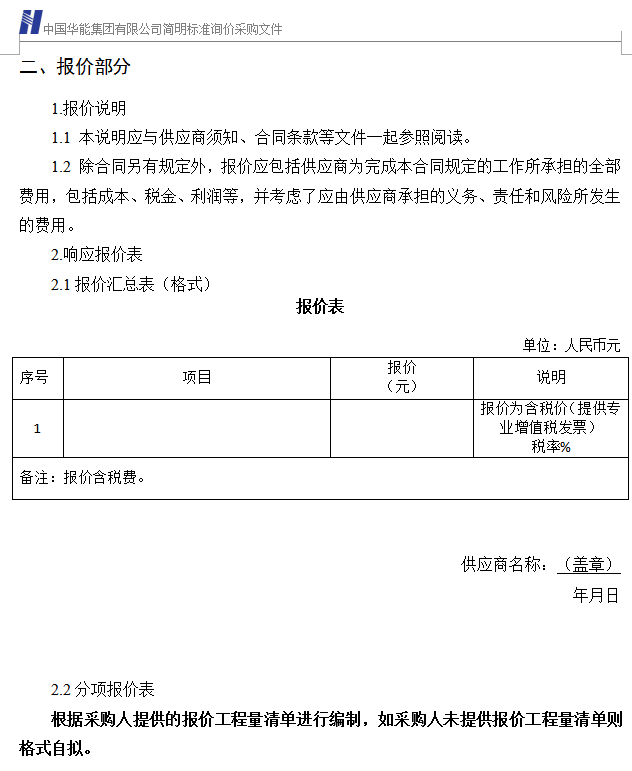 中国华能集团有限公司简明标准询价采购文件
二、报价部分
1.报价说明
1.1 本说明应与供应商须知、合同条款等文件一起参照阅读。
1.2 除合同另有规定外，报价应包括供应商为完成本合同规定的工作所承担的全部
费用，包括成本、税金、利润等，并考虑了应由供应商承担的义务、责任和风险所发生
的费用。
2.响应报价表
2.1 报价汇总表（格式）
报价表
单位：人民币元
序号 项目 报价 说明
（元）
1 报价为含税价（提供专
业增值税发票）
税率%
备注：报价含税费。
供应商名称：（盖章）
年月日
2.2 分项报价表
根据采购人提供的报价工程量清单进行编制，如采购人未提供报价工程量清单则
格式自拟。